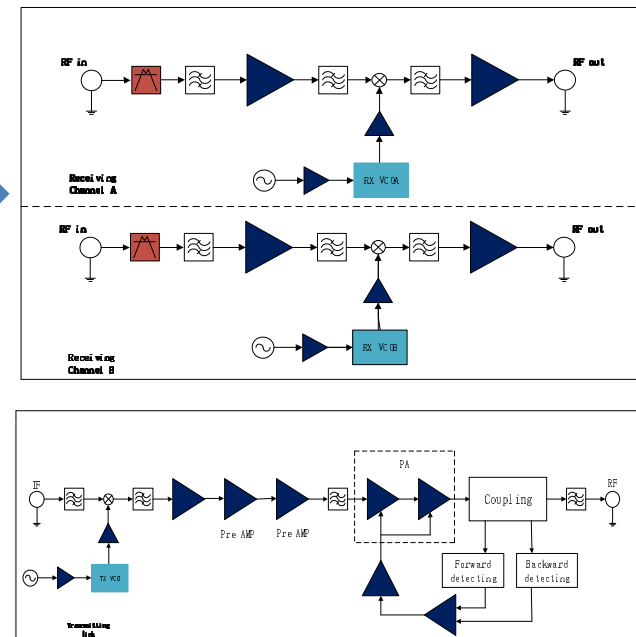 RF in
RF out
Receiving
Channel A
RX VCOA
RF in
RF out
Receiving
Channel B
RX VCOB
IF
PA
RF
Coupling
Pre AMP
Pre AMP
Forward
detecting
Backward
detecting
TX VCO
Transmitting
link